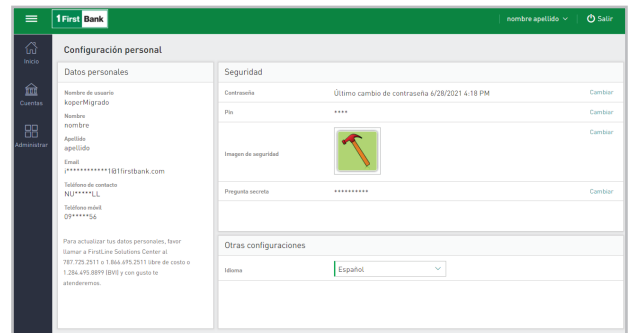 1First Bank
nombre apellido
Salir
Inicio
Cuentas
Administrar
Configuración personal
Datos personales
Nombre de usuario
koperMigrado
Nombre
nombre
Apellido
apellido
Email
i************1@1firstbank.com
Teléfono de contacto
NU*****LL
Teléfono móvil
09*****56
Para actualizar tus datos personales, favor
llamar a FirstLine Solutions Center al
787.725.2511 o 1.866.695.2511 libre de costo o
1.284.495.8899 (BVI) y con gusto te
atenderemos.
Seguridad
Contraseña
Último cambio de contraseña 6/28/2021 4:18 PM
Cambiar
Pin
****
Cambiar
Imagen de seguridad
Cambiar
Pregunta secreta
**********
Cambiar
Otras configuraciones
Idioma
Español